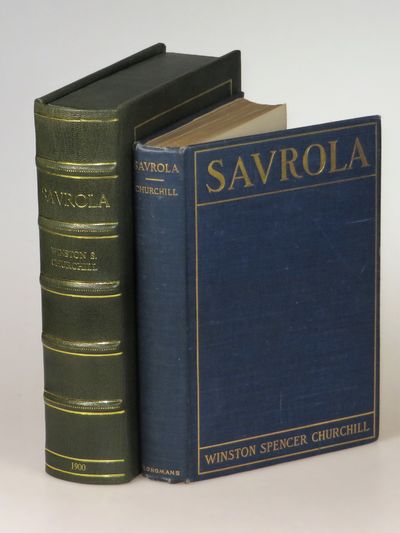 SAVROLA
WINSTON S.
CHURCHILL
1900
SAVROLA
CHURCHILL
LONGMANS
SAVROLA
WINSTON SPENCER CHURCHILL